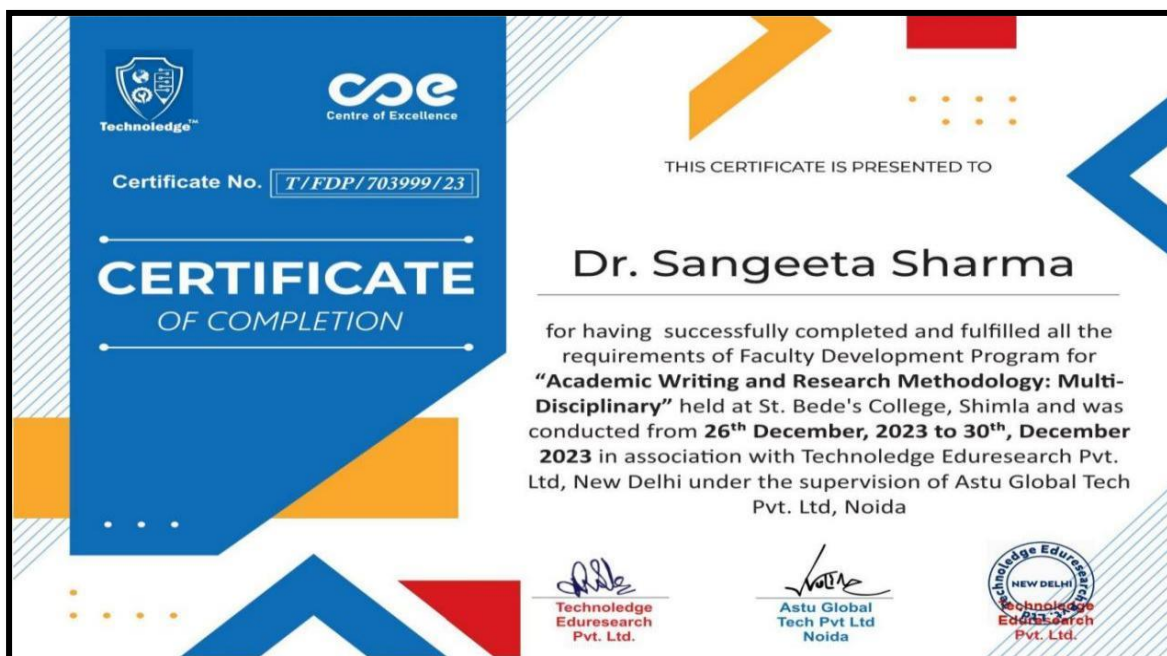 Technoledge™
coe
Centre of Excellence
Certificate No. T/FDP/703999/23
CERTIFICATE
OF COMPLETION
THIS CERTIFICATE IS PRESENTED TO
Dr. Sangeeta Sharma
for having successfully completed and fulfilled all the
requirements of Faculty Development Program for
“Academic Writing and Research Methodology: Multi-
Disciplinary” held at St. Bede's College, Shimla and was
conducted from 26th December, 2023 to 30th, December
2023 in association with Technoledge Eduresearch Pvt.
Ltd, New Delhi under the supervision of Astu Global Tech
Pvt. Ltd, Noida
Technoledge
Eduresearch
Pvt. Ltd.
Astu Global
Tech Pvt Ltd
Noida
Technoledge Eduresearch
NEW DELHI
Technoledge
Eduresearch
Pvt. Ltd.